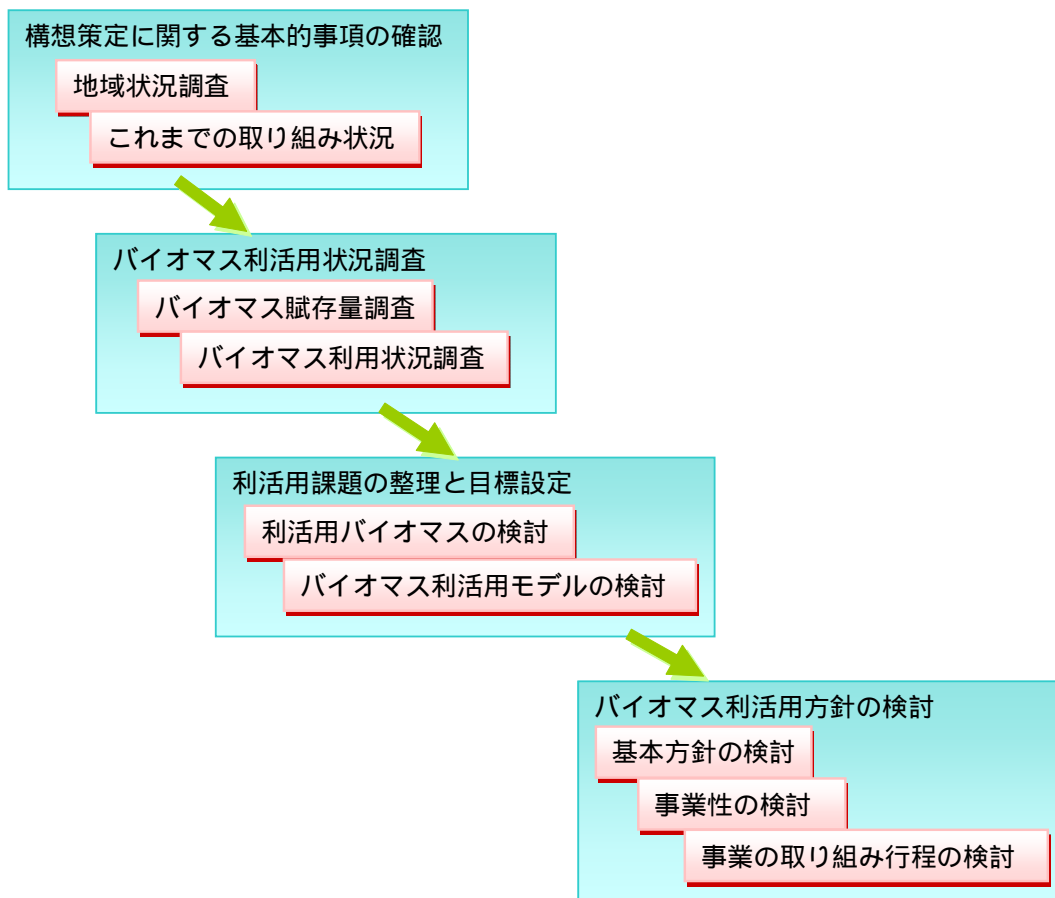 構想策定に関する基本的事項の確認
地域状況調査
これまでの取り組み状況
バイオマス利活用状況調査
バイオマス賦存量調査
バイオマス利用状況調査
利活用課題の整理と目標設定
利活用バイオマスの検討
バイオマス利活用モデルの検討
バイオマス利活用方針の検討
基本方針の検討
事業性の検討
事業の取り組み行程の検討